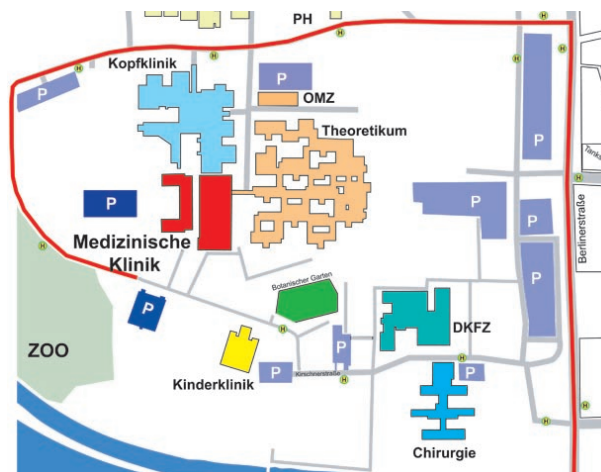 PH
H
H
H
H
Kopfklinik
P
P
P
OMZ
Theoretikum
H
P
P
P
Berlinerstraße
Medizinische
Klinik
H
P
Botanischer Garten
P
ZOO
H
DKFZ
P
H
Kinderklinik
P
Kirschnerstraße
H
P
H
H
Chirurgie